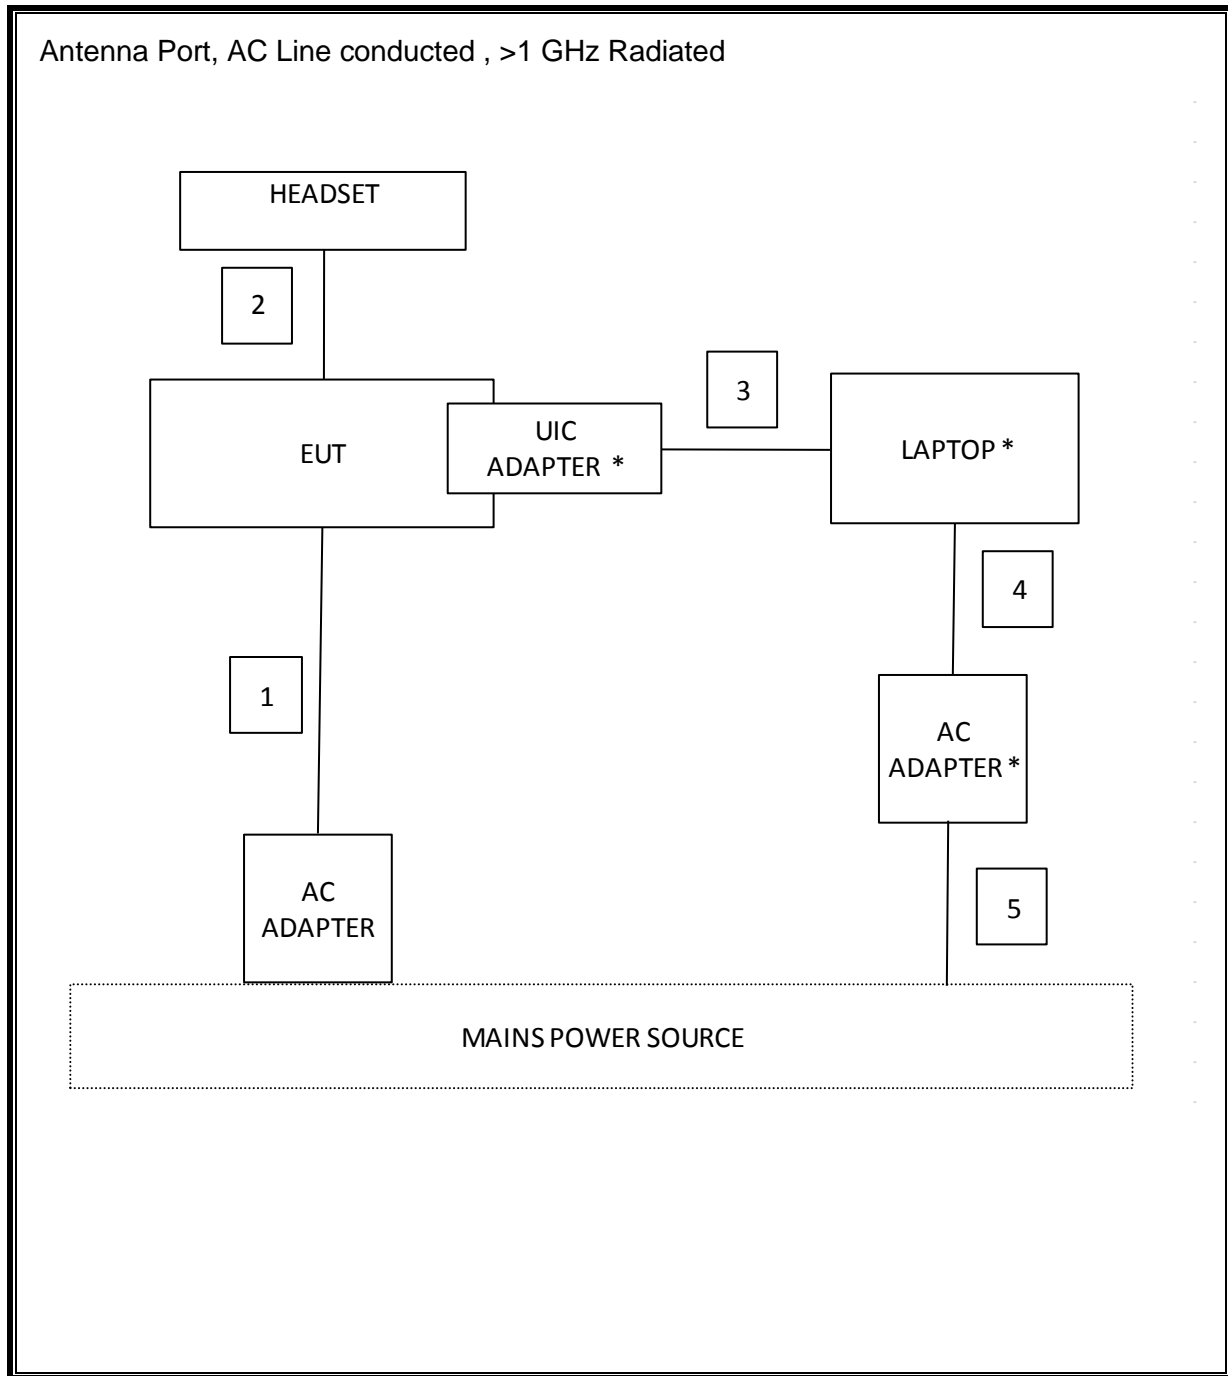 Antenna Port, AC Line conducted , >1 GHz Radiated
HEADSET
2
3
EUT
UIC
ADAPTER *
LAPTOP *
4
1
AC
ADAPTER *
AC
ADAPTER
5
MAINS POWER SOURCE